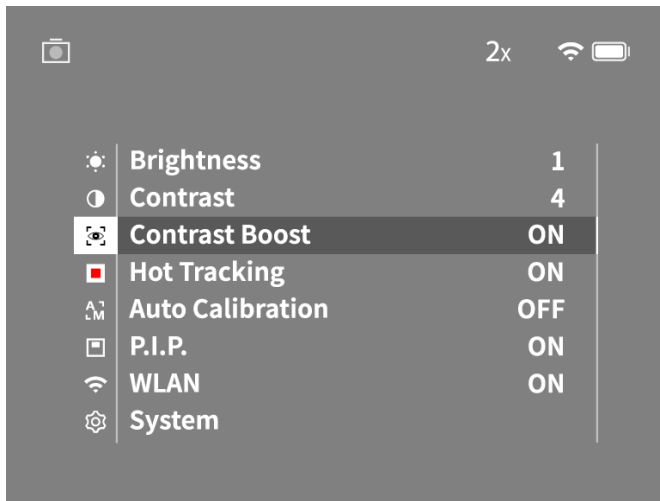 2x
Brightness 1
Contrast 4
Contrast Boost ON
Hot Tracking ON
A M Auto Calibration OFF
P.I.P. ON
WLAN ON
System